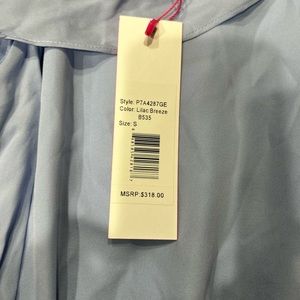 Style: P7A4287GE
Color: Lilac Breeze
B535
Size: S
MSRP:$318.00